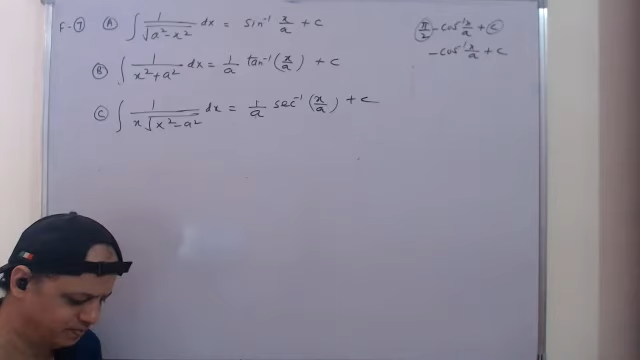 F-⑦ Ⓐ ∫ 1/√(a²-x²) dx = sin⁻¹ x/a + c
π/2 - cos⁻¹ x/a + c
- cos⁻¹ x/a + c
Ⓑ ∫ 1/(x²+a²) dx = 1/a tan⁻¹ (x/a) + c
Ⓒ ∫ 1/(x√(x²-a²)) dx = 1/a sec⁻¹ (x/a) + c